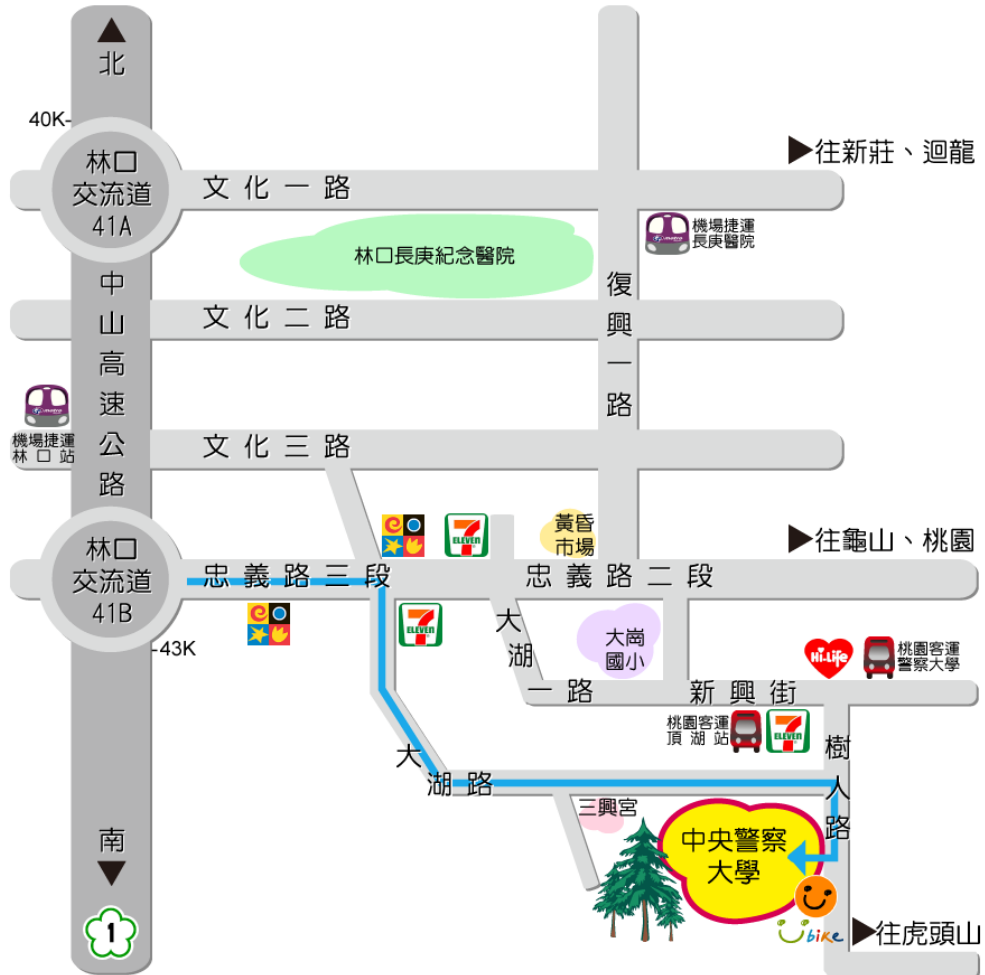 北
40K-
林口
交流道
41A
文化一路
▶往新莊、迴龍
機場捷運
長庚醫院
林口長庚紀念醫院
復興一路
中山高速公路
文化二路
機場捷運
林口站
文化三路
林口
交流道
41B
-43K
7
ELEVEN
黃昏
市場
▶往龜山、桃園
忠義路三段
忠義路二段
7
ELEVEN
大湖一路
大崗
國小
Hi-Life
桃園客運
警察大學
新興街
桃園客運
頂湖站
7
ELEVEN
樹人路
大湖路
三興宮
中央警察
大學
Ubike
▶往虎頭山
南
1